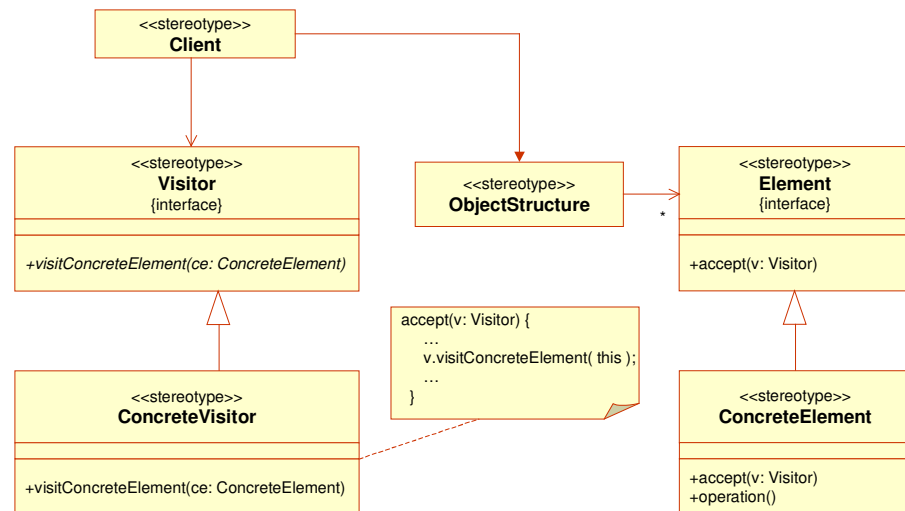 <<stereotype>>
Client
<<stereotype>>
Visitor
{interface}
+visitConcreteElement(ce: ConcreteElement)
<<stereotype>>
ObjectStructure
*
<<stereotype>>
Element
{interface}
+accept(v: Visitor)
accept(v: Visitor) {
…
v.visitConcreteElement( this );
…
}
<<stereotype>>
ConcreteVisitor
+visitConcreteElement(ce: ConcreteElement)
<<stereotype>>
ConcreteElement
+accept(v: Visitor)
+operation()